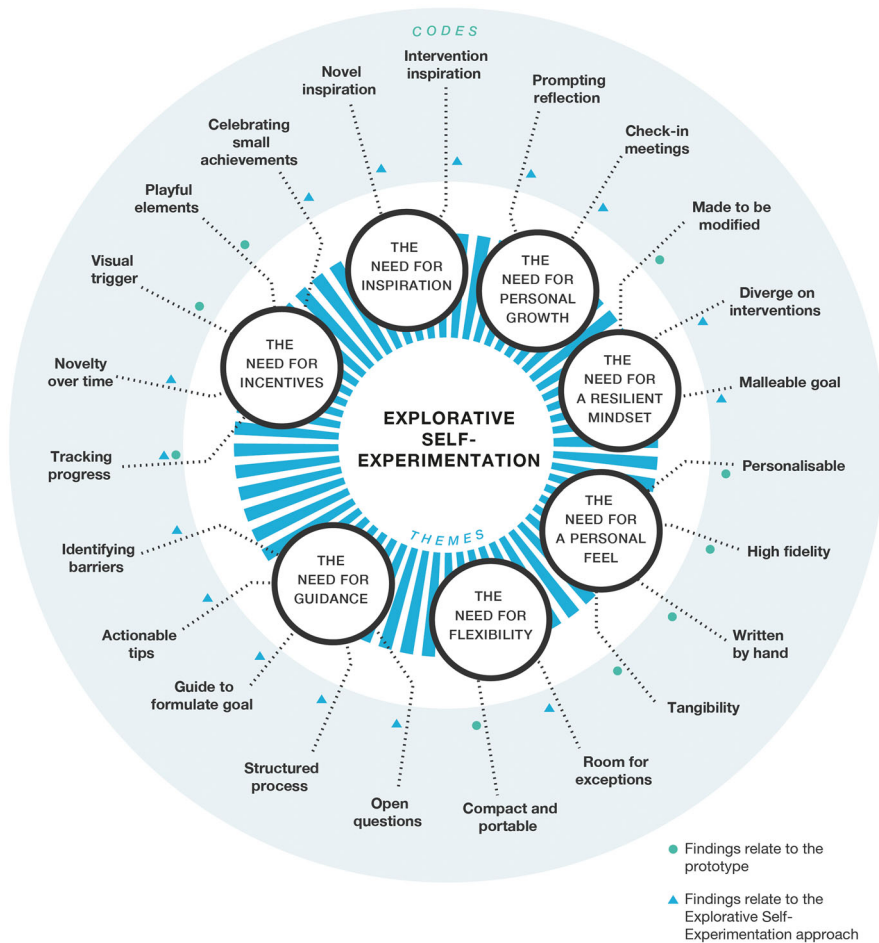 CODES
Intervention
inspiration
Novel
inspiration
Prompting
reflection
Celebrating
small
achievements
Check-in
meetings
Playful
elements
Made to be
modified
Visual
trigger
Diverge on
interventions
Novelty
over time
Malleable goal
Tracking
progress
Personalisable
Identifying
barriers
High fidelity
Actionable
tips
Written
by hand
Guide to
formulate goal
Tangibility
Structured
process
Room for
exceptions
Open
questions
Compact and
portable
THE
NEED FOR
INSPIRATION
THE
NEED FOR
PERSONAL
GROWTH
THE
NEED FOR
INCENTIVES
THE
NEED FOR
A RESILIENT
MINDSET
EXPLORATIVE
SELF-
EXPERIMENTATION
THEMES
THE
NEED FOR
A PERSONAL
FEEL
THE
NEED FOR
GUIDANCE
THE
NEED FOR
FLEXIBILITY
Findings relate to the
prototype
Findings relate to the
Explorative Self-
Experimentation approach